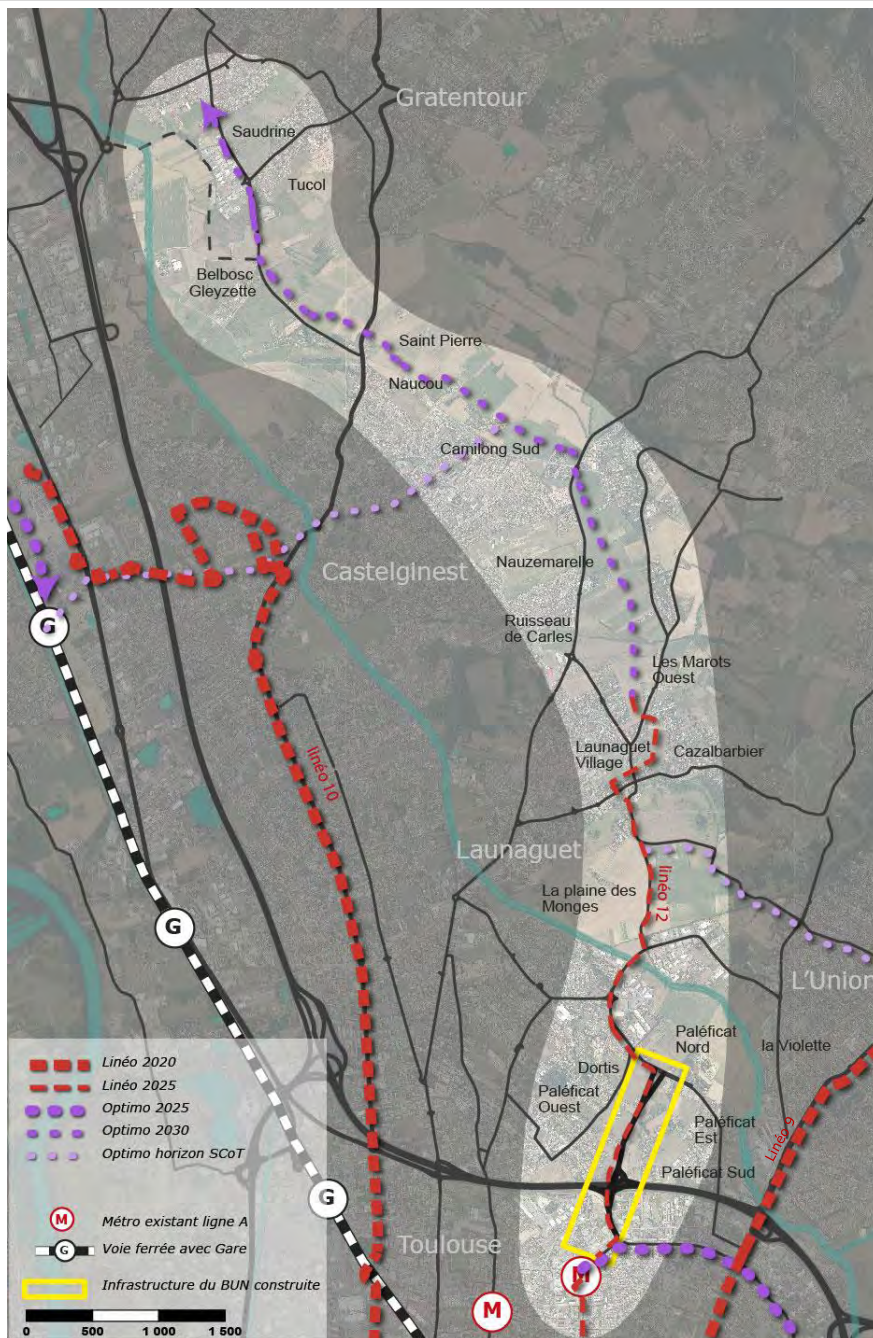 Gratentour
Saudrine
Tucol
Belbosc
Gleyzette
Saint Pierre
Naucou
Camilong Sud
Nauzemarelle
Castelginest
G
Ruisseau
de Carles
Les Marots
Ouest
Launaguet
Village
Cazalbarbier
linéo 10
Launaguet
linéo 12
La plaine des
Monges
G
L'Union
Paléficat
Nord
la Violette
Dortis
Paléficat
Ouest
Paléficat
Est
Linéo 9
Paléficat Sud
G
Toulouse
M
M
Linéo 2020
Linéo 2025
Optimo 2025
Optimo 2030
Optimo horizon SCoT
M Métro existant ligne A
G Voie ferrée avec Gare
Infrastructure du BUN construite
0 500 1 000 1 500